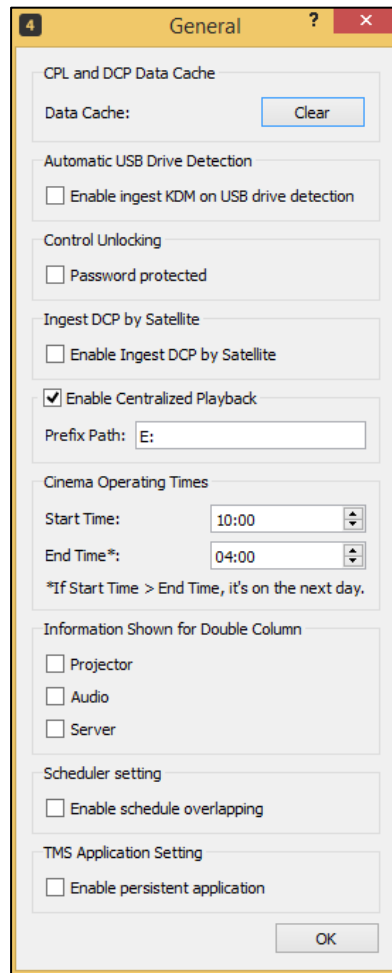 4 General ? ×
CPL and DCP Data Cache
Data Cache: Clear
Automatic USB Drive Detection
Enable ingest KDM on USB drive detection
Control Unlocking
Password protected
Ingest DCP by Satellite
Enable Ingest DCP by Satellite
Enable Centralized Playback
Prefix Path: E:
Cinema Operating Times
Start Time: 10:00
End Time*: 04:00
*If Start Time > End Time, it's on the next day.
Information Shown for Double Column
Projector
Audio
Server
Scheduler setting
Enable schedule overlapping
TMS Application Setting
Enable persistent application
OK